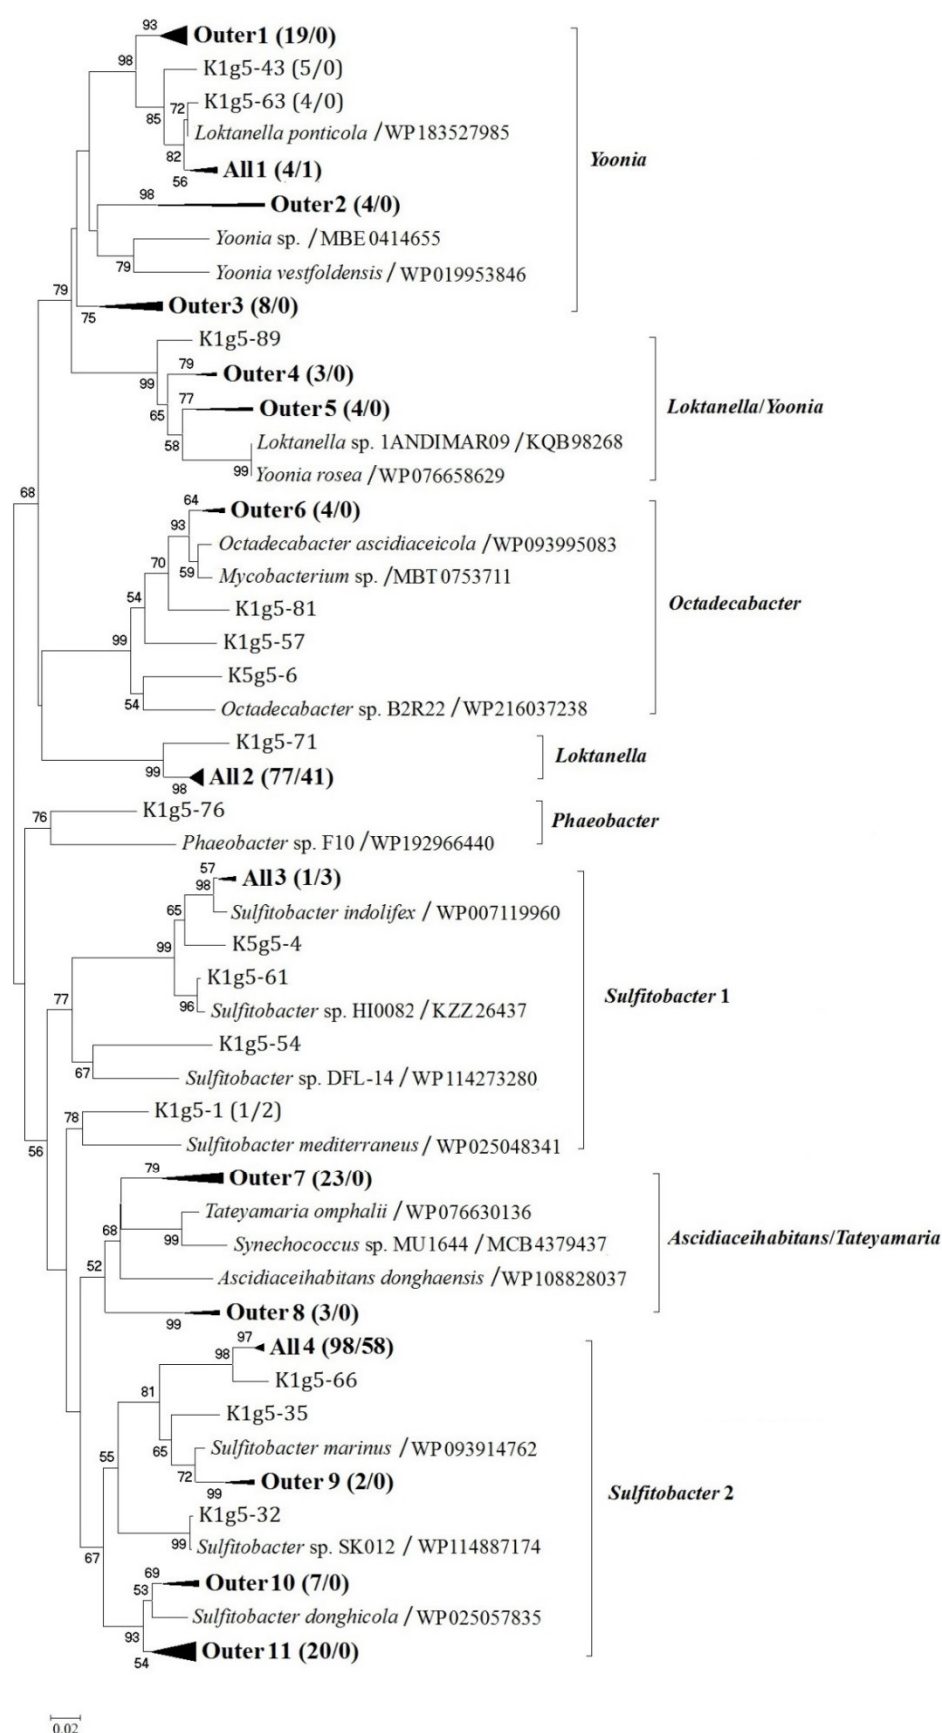 93
Outer1 (19/0)
98
K1g5-43 (5/0)
72
K1g5-63 (4/0)
85
Loktanella ponticola /WP183527985
82
Yoonia
All1 (4/1)
56
98
Outer2 (4/0)
Yoonia sp. /MBE0414655
79
Yoonia vestfoldensis/WP019953846
79
Outer3 (8/0)
75
K1g5-89
79
Outer4 (3/0)
99
77
65
Outer5 (4/0)
Loktanella/Yoonia
58
Loktanella sp. 1ANDIMAR09 /KQB98268
99
Yoonia rosea/WP076658629
68
64
Outer6 (4/0)
93
Octadecabacter ascidiaceicola /WP093995083
70
59
Mycobacterium sp. /MBT0753711
54
K1g5-81
Octadecabacter
99
K1g5-57
K5g5-6
54
Octadecabacter sp. B2R22 /WP216037238
K1g5-71
Loktanella
99
All2 (77/41)
98
76
K1g5-76
Phaeobacter
Phaeobacter sp. F10 /WP192966440
57
All3 (1/3)
98
65
Sulfitobacter indolifex / WP007119960
99
K5g5-4
K1g5-61
77
96
Sulfitobacter sp. HI0082 / KZZ26437
Sulfitobacter 1
K1g5-54
67
Sulfitobacter sp. DFL-14 /WP114273280
78
K1g5-1 (1/2)
56
Sulfitobacter mediterraneus/ WP025048341
79
Outer7 (23/0)
Tateyamaria omphalii /WP076630136
68
99
Synechococcus sp. MU1644 /MCB4379437
Ascidiaceihabitans/Tateyamaria
52
Ascidiaceihabitans donghaensis/WP108828037
Outer8 (3/0)
99
97
All4 (98/58)
98
K1g5-66
81
K1g5-35
65
Sulfitobacter marinus /WP093914762
55
72
Outer 9 (2/0)
99
Sulfitobacter 2
K1g5-32
99
Sulfitobacter sp. SK012 / WP114887174
67
69
Outer10 (7/0)
53
Sulfitobacter donghicola /WP025057835
93
Outer11 (20/0)
54
0.02